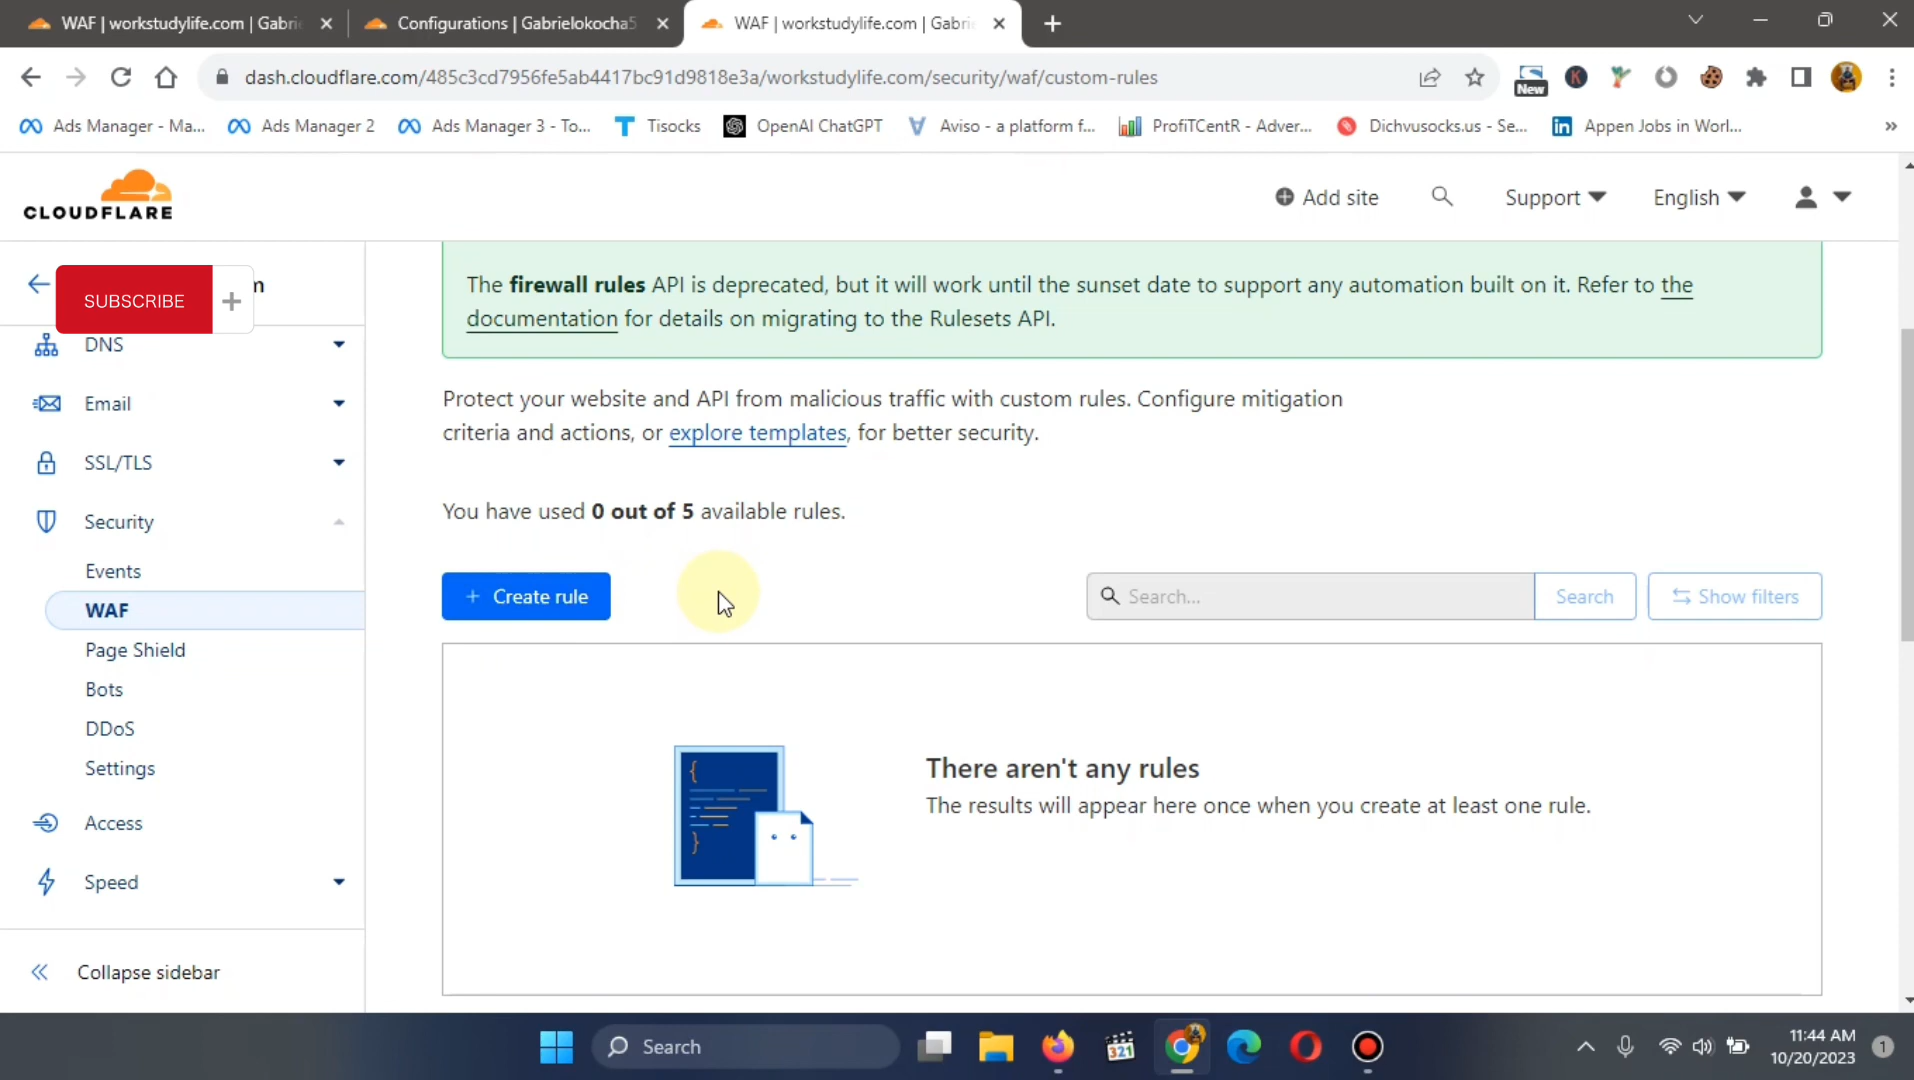 WAF | workstudylife.com | Gabri
Configurations | Gabrielokocha5
WAF | workstudylife.com | Gabri
dash.cloudflare.com/485c3cd7956fe5ab4417bc91d9818e3a/workstudylife.com/security/waf/custom-rules
New
K
Ads Manager - Ma...
Ads Manager 2
Ads Manager 3 - To...
Tisocks
OpenAI ChatGPT
Aviso - a platform f...
ProfiTCentR - Adver...
Dichvusocks.us - Se...
Appen Jobs in Worl...
CLOUDFLARE
Add site
Support
English
SUBSCRIBE
m
DNS
Email
SSL/TLS
Security
Events
WAF
Page Shield
Bots
DDoS
Settings
Access
Speed
Collapse sidebar
The firewall rules API is deprecated, but it will work until the sunset date to support any automation built on it. Refer to the
documentation for details on migrating to the Rulesets API.
Protect your website and API from malicious traffic with custom rules. Configure mitigation
criteria and actions, or explore templates, for better security.
You have used 0 out of 5 available rules.
+ Create rule
Search...
Search
Show filters
There aren't any rules
The results will appear here once when you create at least one rule.
Search
321
11:44 AM
10/20/2023
1